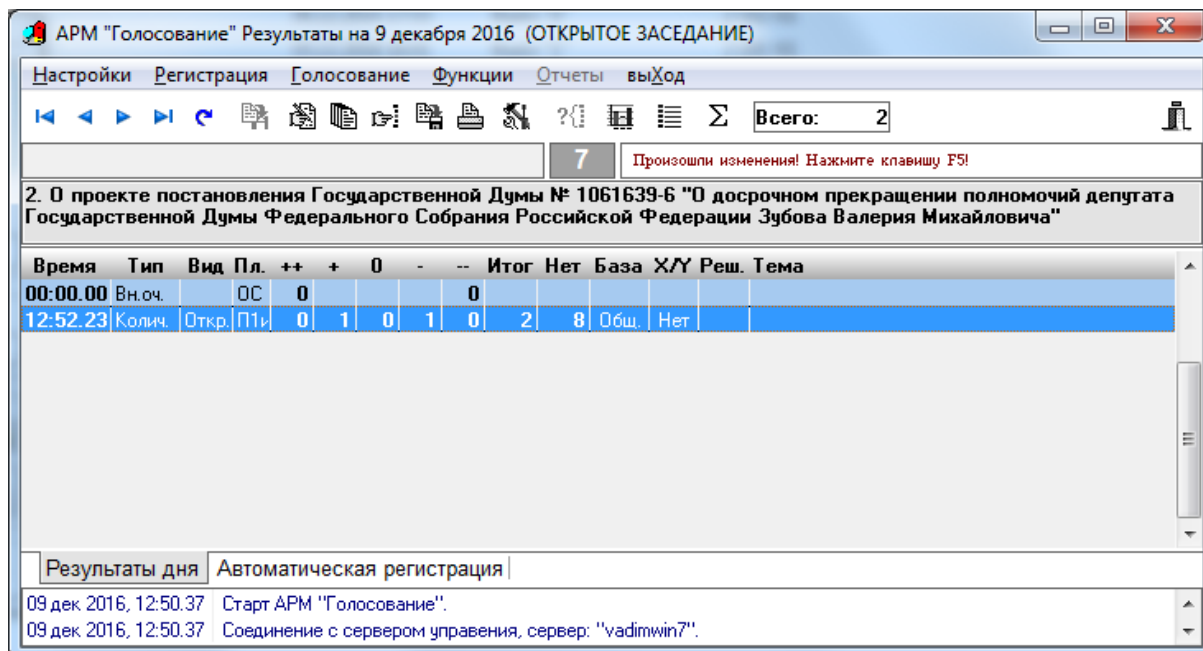 АРМ "Голосование" Результаты на 9 декабря 2016 (ОТКРЫТОЕ ЗАСЕДАНИЕ)
Настройки Регистрация Голосование Функции Отчеты выХод
Всего: 2
7 Произошли изменения! Нажмите клавишу F5!
2. О проекте постановления Государственной Думы № 1061639-6 "О досрочном прекращении полномочий депутата
Государственной Думы Федерального Собрания Российской Федерации Зубова Валерия Михайловича"
Время Тип Вид Пл. ++ + 0 - -- Итог Нет База X/Y Реш. Тема
00:00.00 Вн.оч. ОС 0 0
12:52.23 Колич. Откр. П1и 0 1 0 1 0 2 8 Общ. Нет
Результаты дня Автоматическая регистрация
09 дек 2016, 12:50.37 Старт АРМ "Голосование".
09 дек 2016, 12:50.37 Соединение с сервером управения, сервер: "vadimwin7".